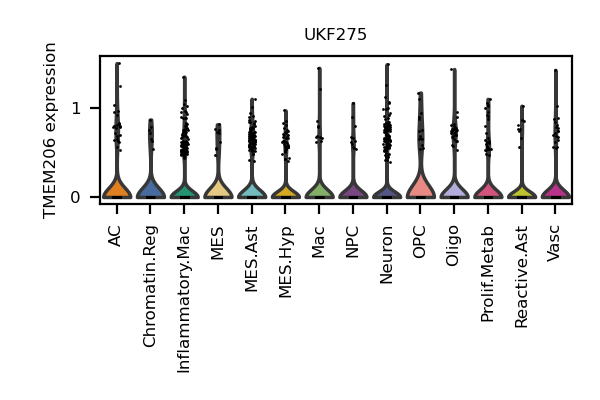 UKF275
TMEM206 expression
1
0
AC
Chromatin.Reg
Inflammatory.Mac
MES
MES.Ast
MES.Hyp
Mac
NPC
Neuron
OPC
Oligo
Prolif.Metab
Reactive.Ast
Vasc